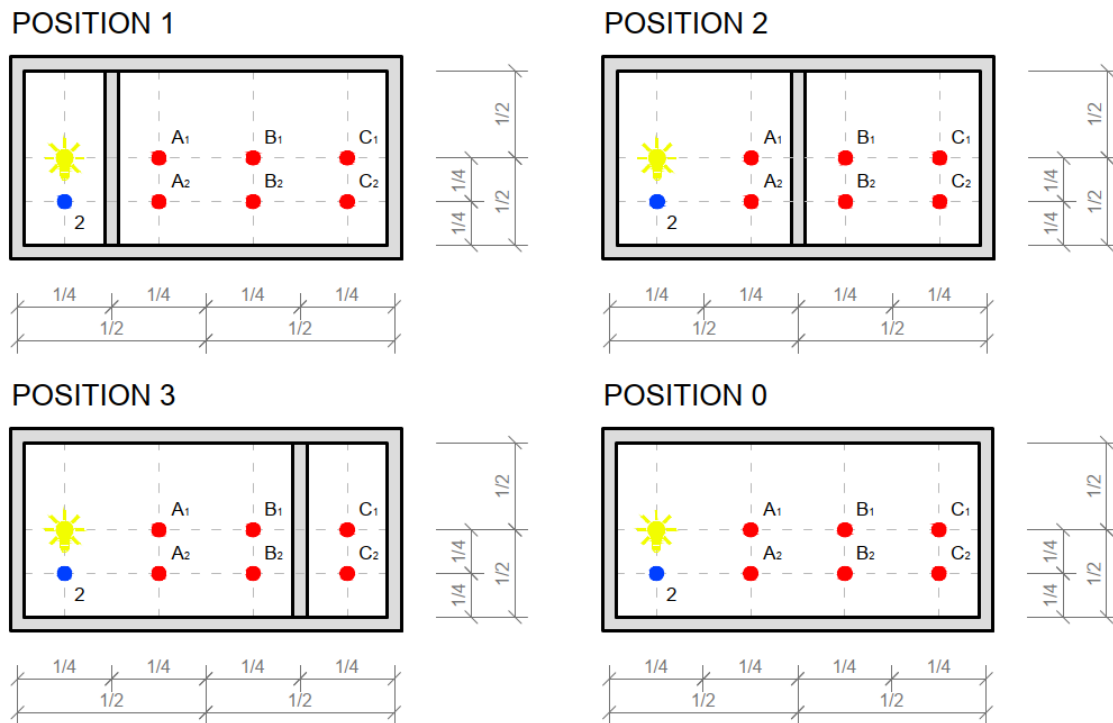 POSITION 1
A1 B1 C1
A2 B2 C2
2
1/2
1/4
1/2
1/4
1/4 1/4 1/4 1/4
1/2 1/2
POSITION 2
A1 B1 C1
A2 B2 C2
2
1/2
1/4
1/2
1/4
1/4 1/4 1/4 1/4
1/2 1/2
POSITION 3
A1 B1 C1
A2 B2 C2
2
1/2
1/4
1/2
1/4
1/4 1/4 1/4 1/4
1/2 1/2
POSITION 0
A1 B1 C1
A2 B2 C2
2
1/2
1/4
1/2
1/4
1/4 1/4 1/4 1/4
1/2 1/2